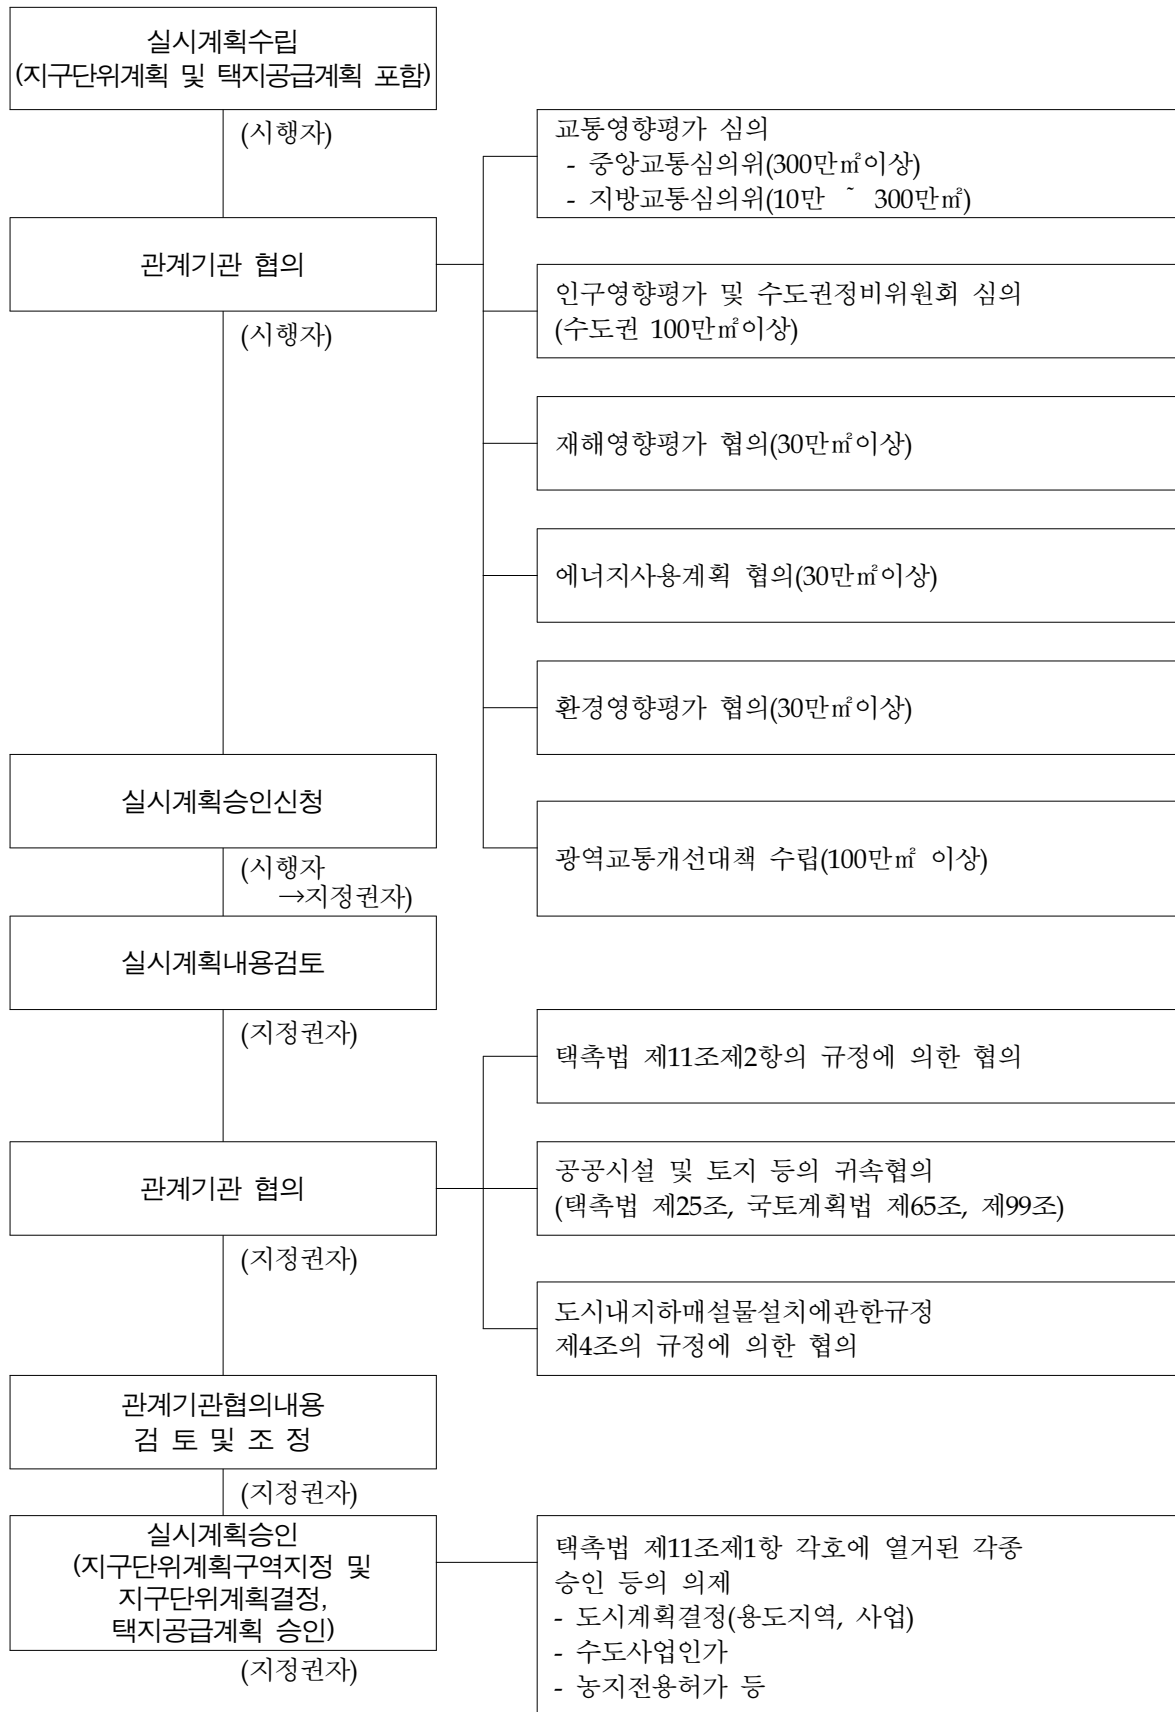 실시계획수립
(지구단위계획 및 택지공급계획 포함)
(시행자)
교통영향평가 심의
- 중앙교통심의위(300만㎡이상)
- 지방교통심의위(10만 ~ 300만㎡)
관계기관 협의
(시행자)
인구영향평가 및 수도권정비위원회 심의
(수도권 100만㎡이상)
재해영향평가 협의(30만㎡이상)
에너지사용계획 협의(30만㎡이상)
환경영향평가 협의(30만㎡이상)
광역교통개선대책 수립(100만㎡ 이상)
실시계획승인신청
(시행자
→지정권자)
실시계획내용검토
(지정권자)
관계기관 협의
(지정권자)
택촉법 제11조제2항의 규정에 의한 협의
공공시설 및 토지 등의 귀속협의
(택촉법 제25조, 국토계획법 제65조, 제99조)
도시내지하매설물설치에관한규정
제4조의 규정에 의한 협의
관계기관협의내용
검 토 및 조 정
(지정권자)
실시계획승인
(지구단위계획구역지정 및
지구단위계획결정,
택지공급계획 승인)
(지정권자)
택촉법 제11조제1항 각호에 열거된 각종
승인 등의 의제
- 도시계획결정(용도지역, 사업)
- 수도사업인가
- 농지전용허가 등